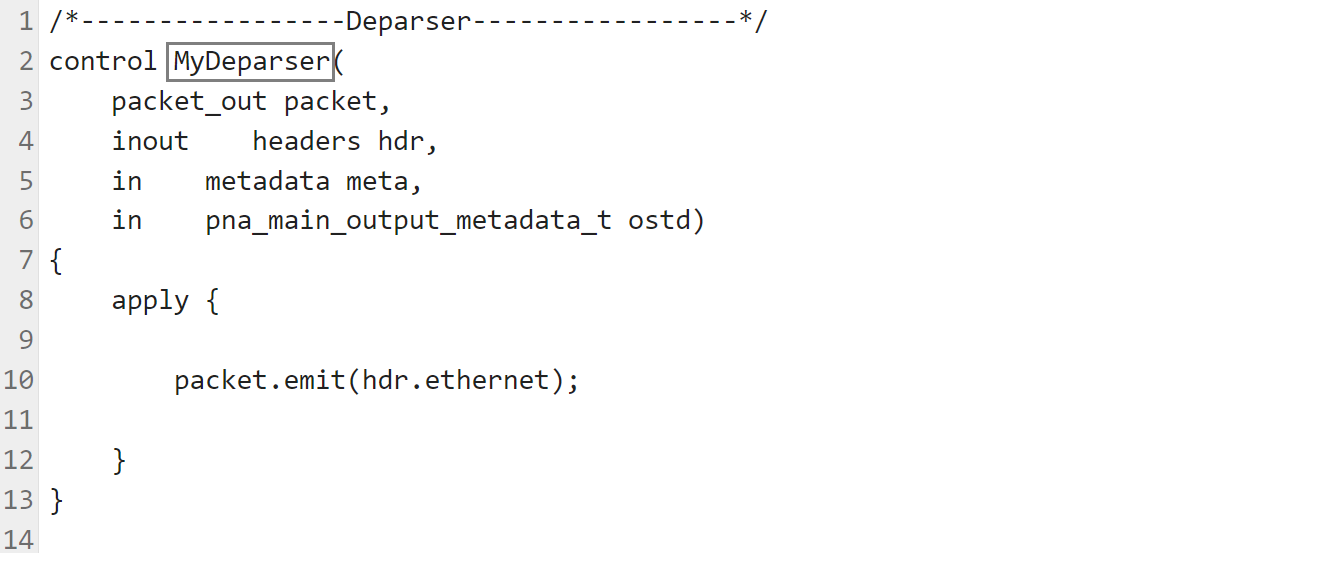 1 /*-----------------Deparser-----------------*/
2 control MyDeparser(
3     packet_out packet,
4     inout    headers hdr,
5     in    metadata meta,
6     in    pna_main_output_metadata_t ostd)
7 {
8     apply {
9
10         packet.emit(hdr.ethernet);
11
12     }
13 }
14